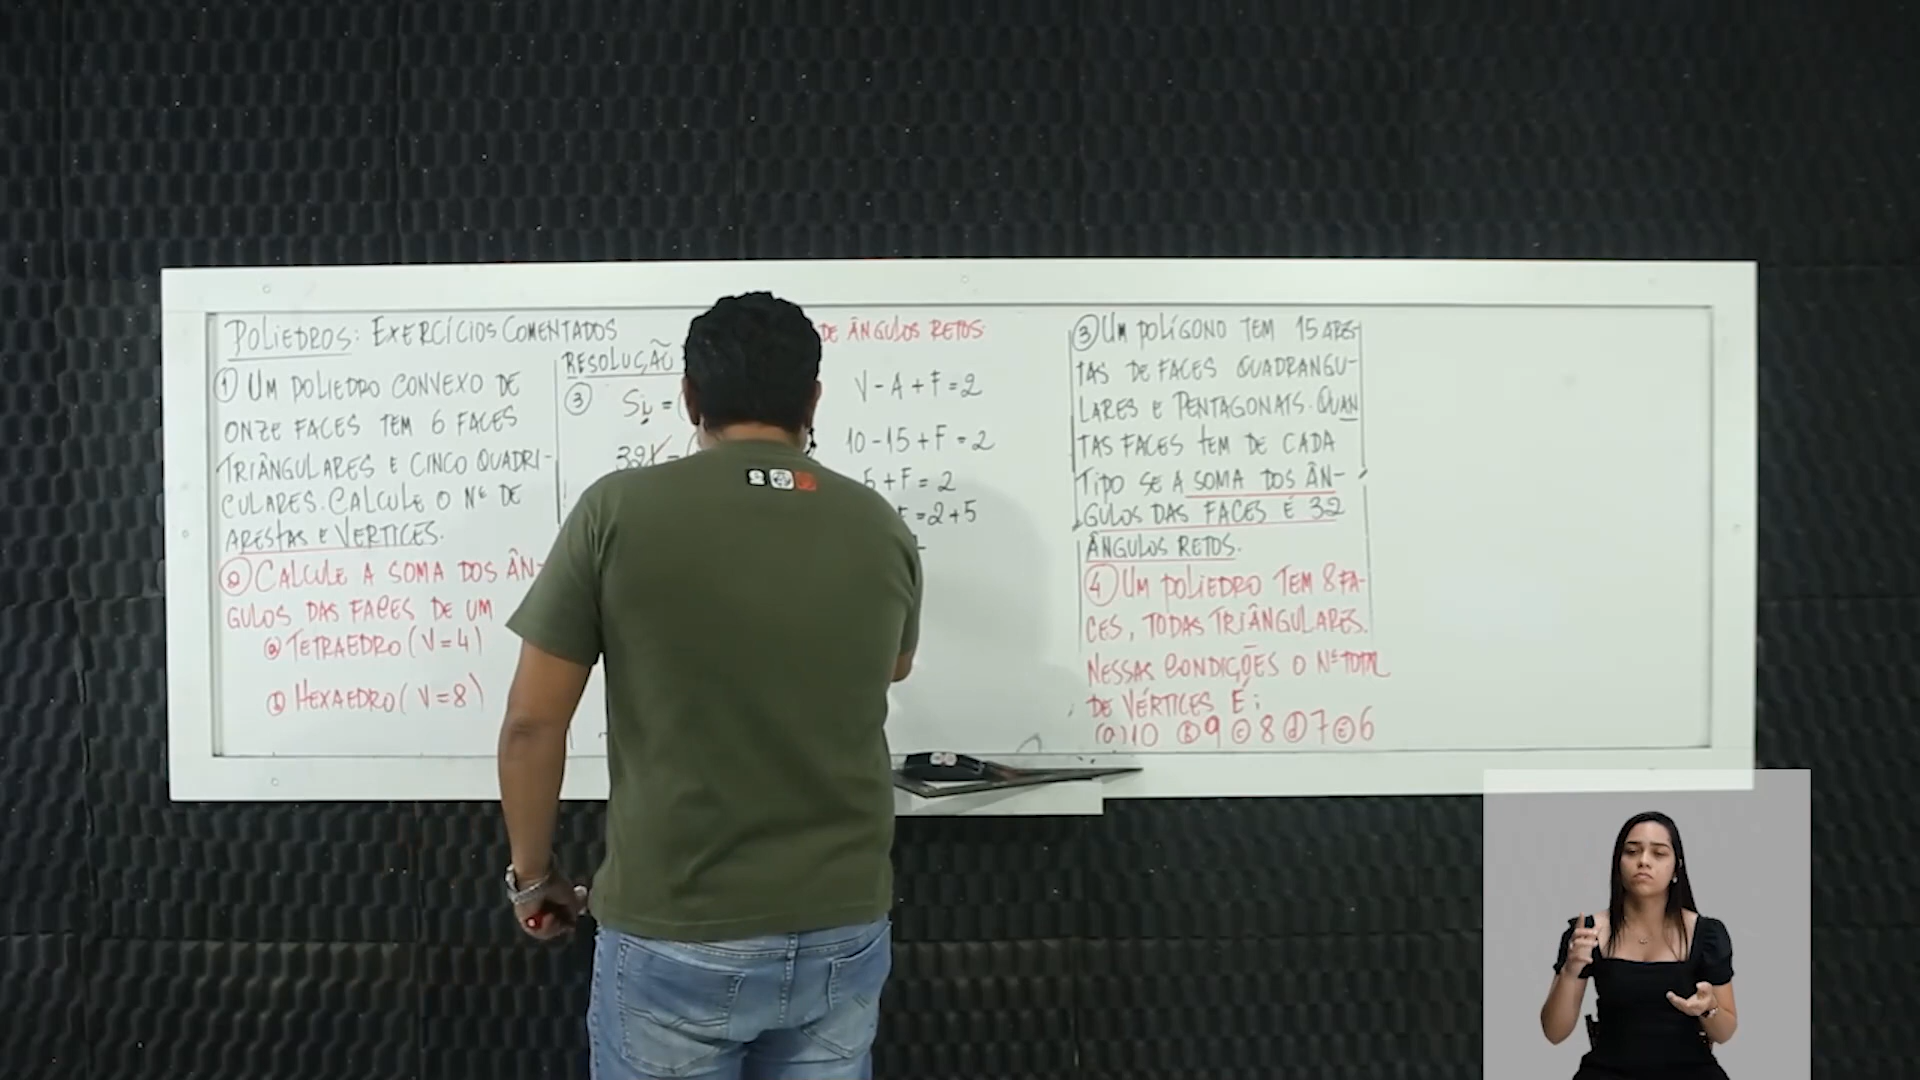 POLIEDROS: EXERCÍCIOS COMENTADOS
① UM POLIEDRO CONVEXO DE
ONZE FACES TEM 6 FACES
TRIÂNGULARES E CINCO QUADRI-
CULARES. CALCULE O Nº DE
ARESTAS E VERTICES.
② CALCULE A SOMA DOS ÂN-
GULOS DAS FACES DE UM
ⓐ TETRAEDRO (V=4)
ⓑ HEXAEDRO (V=8)
RESOLUÇÃO
③ Si = (
DE ÂNGULOS RETOS
V - A + F = 2
10 - 15 + F = 2
5 + F = 2
= 2+5
③ UM POLÍGONO TEM 15 ARES-
TAS DE FACES QUADRANGU-
LARES E PENTAGONAIS. QUAN
TAS FACES TEM DE CADA
TIPO SE A SOMA DOS ÂN-
GULOS DAS FACES É 32
ÂNGULOS RETOS.
④ UM POLIEDRO TEM 8 FA-
CES, TODAS TRIÂNGULARES.
NESSAS CONDIÇÕES O Nº TOTAL
DE VÉRTICES É:
(a) 10 ⓑ 9 ⓒ 8 ⓓ 7 ⓔ 6